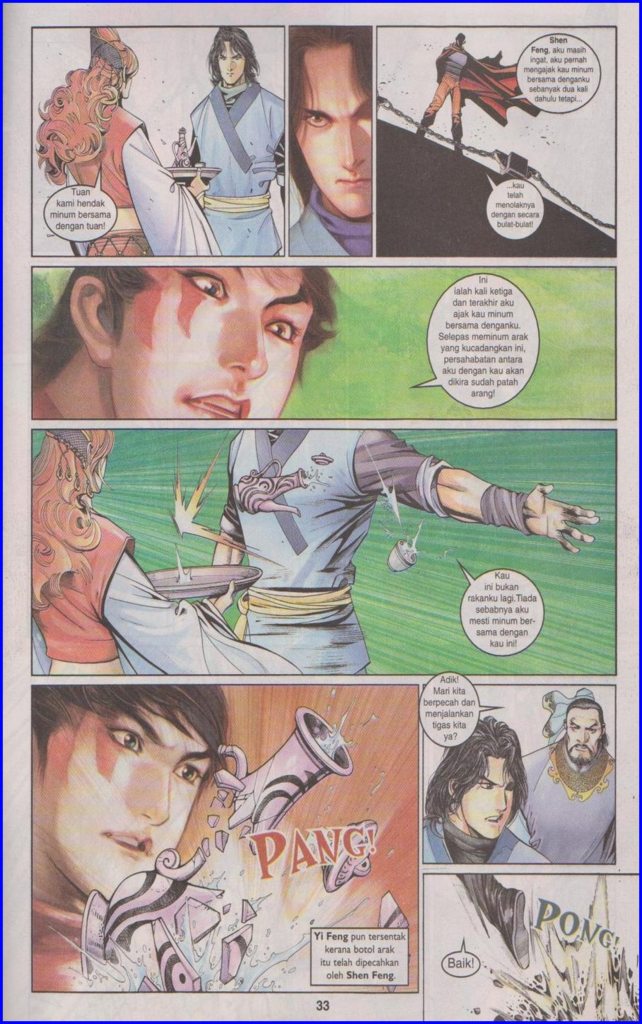 Tuan
kami hendak
minum bersama
dengan tuan!
Shen
Feng, aku masih
ingat, aku pernah
mengajak kau minum
bersama denganku
sebanyak dua kali
dahulu tetapi...
...kau
telah
menolaknya
dengan secara
bulat-bulat!
Ini
ialah kali ketiga
dan terakhir aku
ajak kau minum
bersama denganku.
Selepas meminum arak
yang kucadangkan ini,
persahabatan antara
aku dengan kau akan
dikira sudah patah
arang!
Kau
ini bukan
rakanku lagi.Tiada
sebabnya aku
mesti minum ber-
sama dengan
kau ini!
PANG!
Yi Feng pun tersentak
kerana botol arak
itu telah dipecahkan
oleh Shen Feng.
Adik!
Mari kita
berpecah dan
menjalankan
tigas kita
ya?
PONG!
Baik!
33